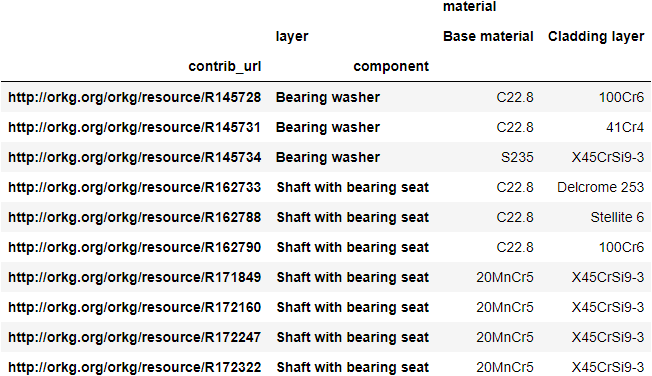 material
layer Base material Cladding layer
contrib_url component
http://orkg.org/orkg/resource/R145728 Bearing washer C22.8 100Cr6
http://orkg.org/orkg/resource/R145731 Bearing washer C22.8 41Cr4
http://orkg.org/orkg/resource/R145734 Bearing washer S235 X45CrSi9-3
http://orkg.org/orkg/resource/R162733 Shaft with bearing seat C22.8 Delcrome 253
http://orkg.org/orkg/resource/R162788 Shaft with bearing seat C22.8 Stellite 6
http://orkg.org/orkg/resource/R162790 Shaft with bearing seat C22.8 100Cr6
http://orkg.org/orkg/resource/R171849 Shaft with bearing seat 20MnCr5 X45CrSi9-3
http://orkg.org/orkg/resource/R172160 Shaft with bearing seat 20MnCr5 X45CrSi9-3
http://orkg.org/orkg/resource/R172247 Shaft with bearing seat 20MnCr5 X45CrSi9-3
http://orkg.org/orkg/resource/R172322 Shaft with bearing seat 20MnCr5 X45CrSi9-3